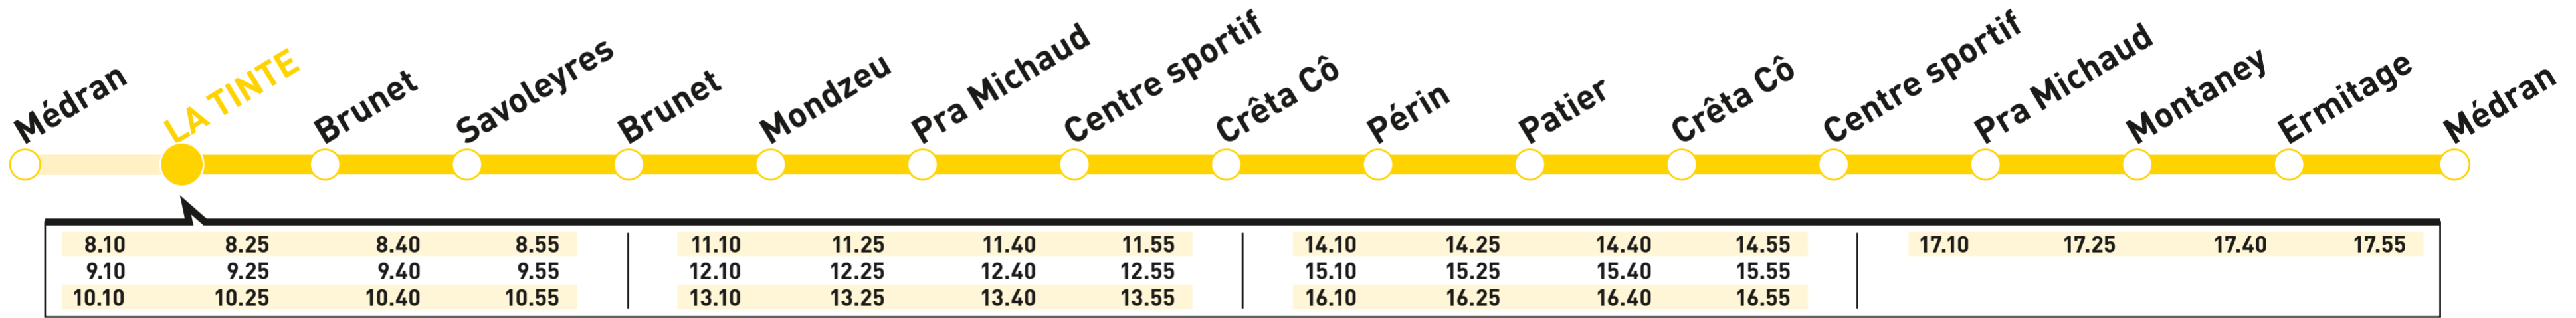 Médran
LA TINTE
Brunet
Savoleyres
Brunet
Mondzeu
Pra Michaud
Centre sportif
Crêta Cô
Périn
Patier
Crêta Cô
Centre sportif
Pra Michaud
Montaney
Ermitage
Médran
8.10 8.25 8.40 8.55 11.10 11.25 11.40 11.55 14.10 14.25 14.40 14.55 17.10 17.25 17.40 17.55
9.10 9.25 9.40 9.55 12.10 12.25 12.40 12.55 15.10 15.25 15.40 15.55
10.10 10.25 10.40 10.55 13.10 13.25 13.40 13.55 16.10 16.25 16.40 16.55